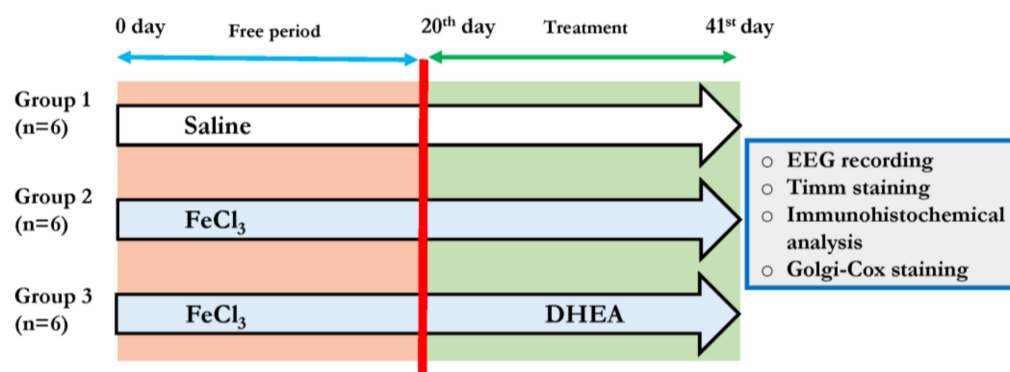 0 day
Free period
20th day
Treatment
41st day
Group 1
(n=6)
Saline
Group 2
(n=6)
FeCl3
Group 3
(n=6)
FeCl3
DHEA
○ EEG recording
○ Timm staining
○ Immunohistochemical
analysis
○ Golgi-Cox staining